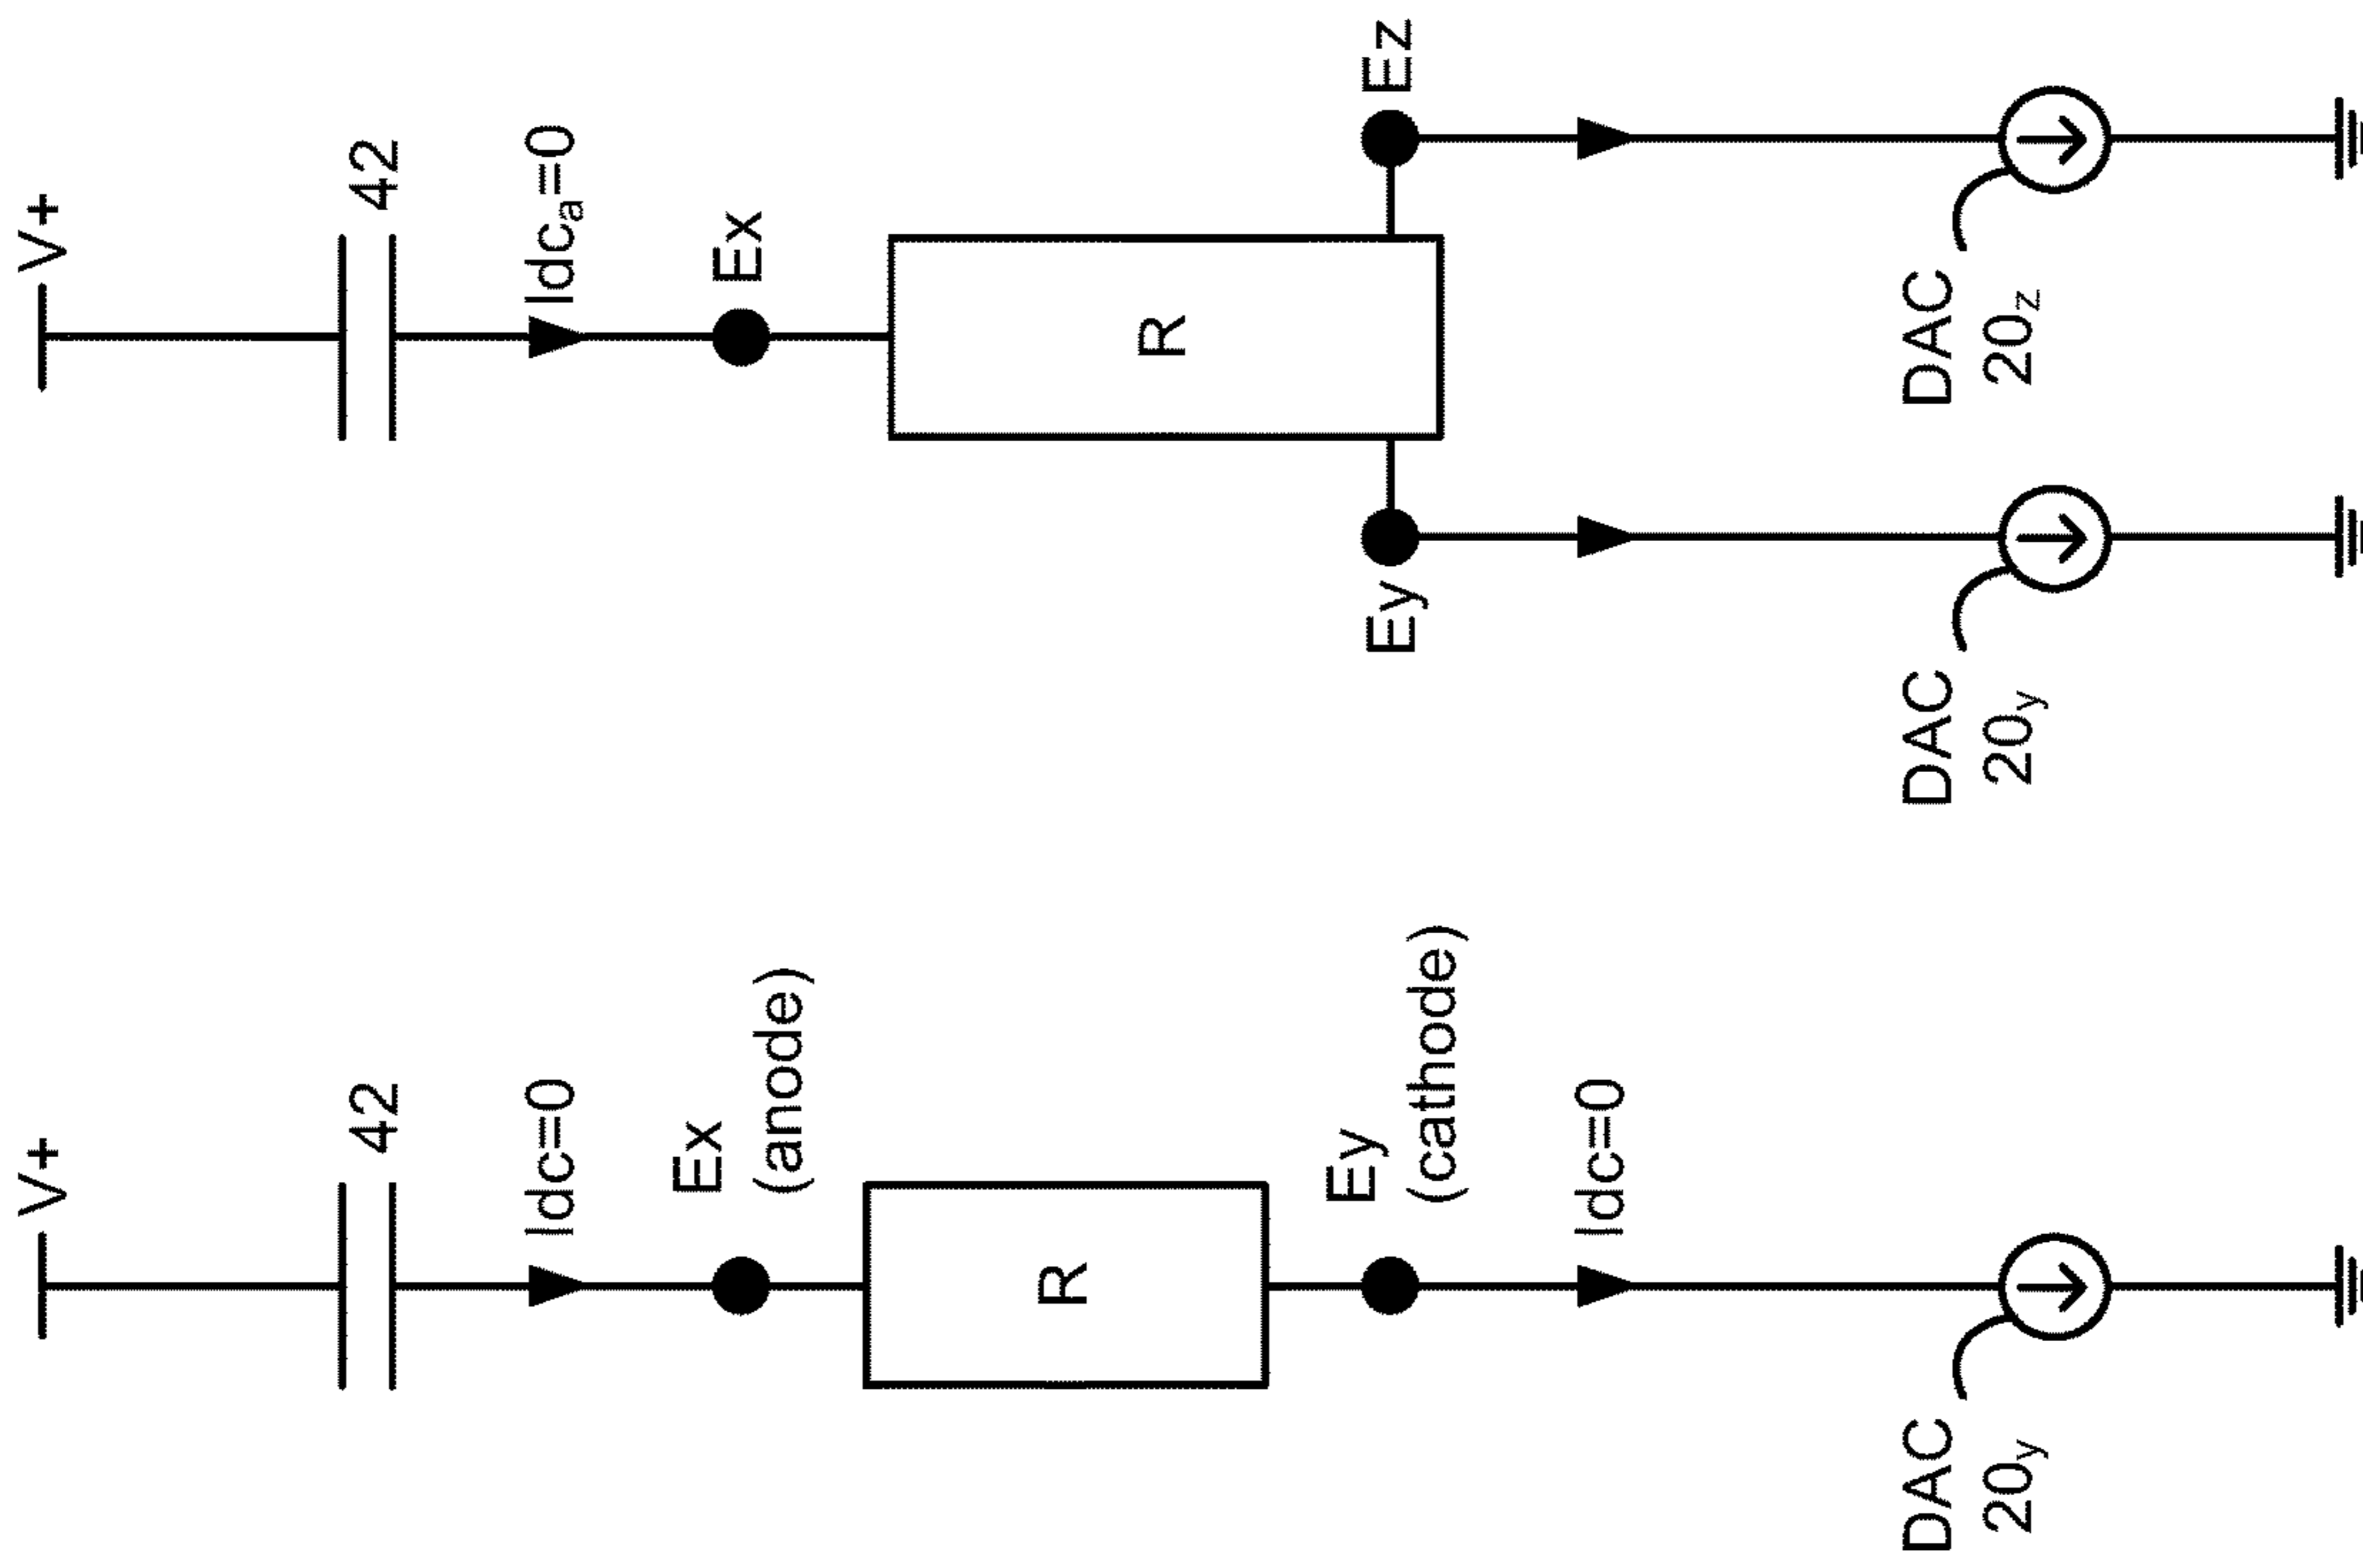 V+
42
Idc=0
Ex
(anode)
R
Ey
(cathode)
Idc=0
DAC
20y
V+
42
Idca=0
Ex
R
Ey
Ez
DAC
20y
DAC
20z